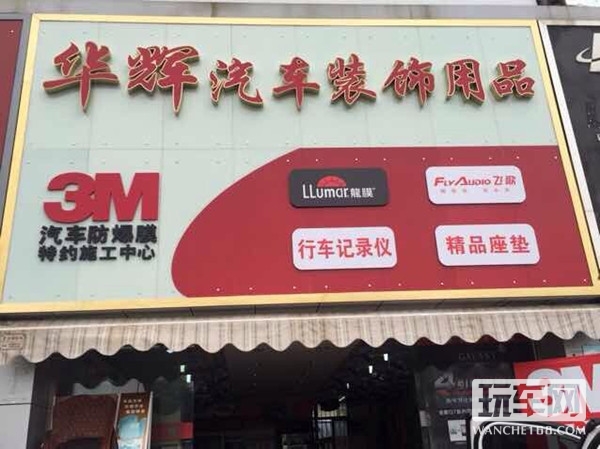 华辉汽车装饰用品
3M
汽车防爆膜
特约施工中心
LLumar 龍膜
FlyAudio 飞歌
行车记录仪
精品座垫
3M
玩车网
WANCHE168.COM